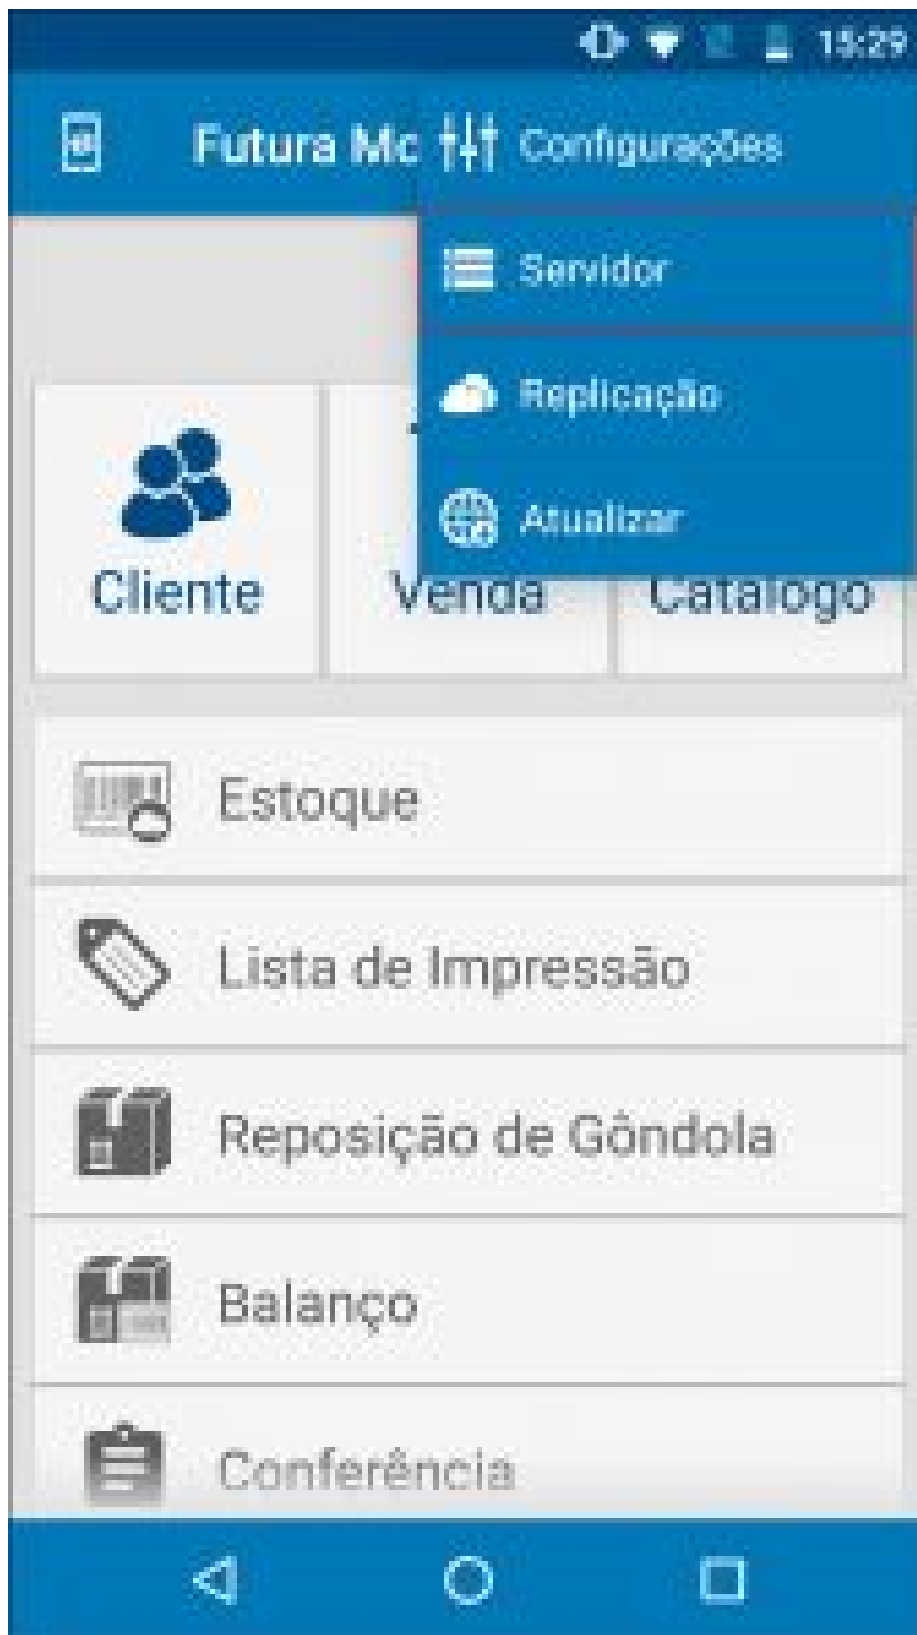 15:29
Futura Mo
Configurações
Servidor
Replicação
Atualizar
Cliente
Venda
Catálogo
Estoque
Lista de Impressão
Reposição de Gôndola
Balanço
Conferência